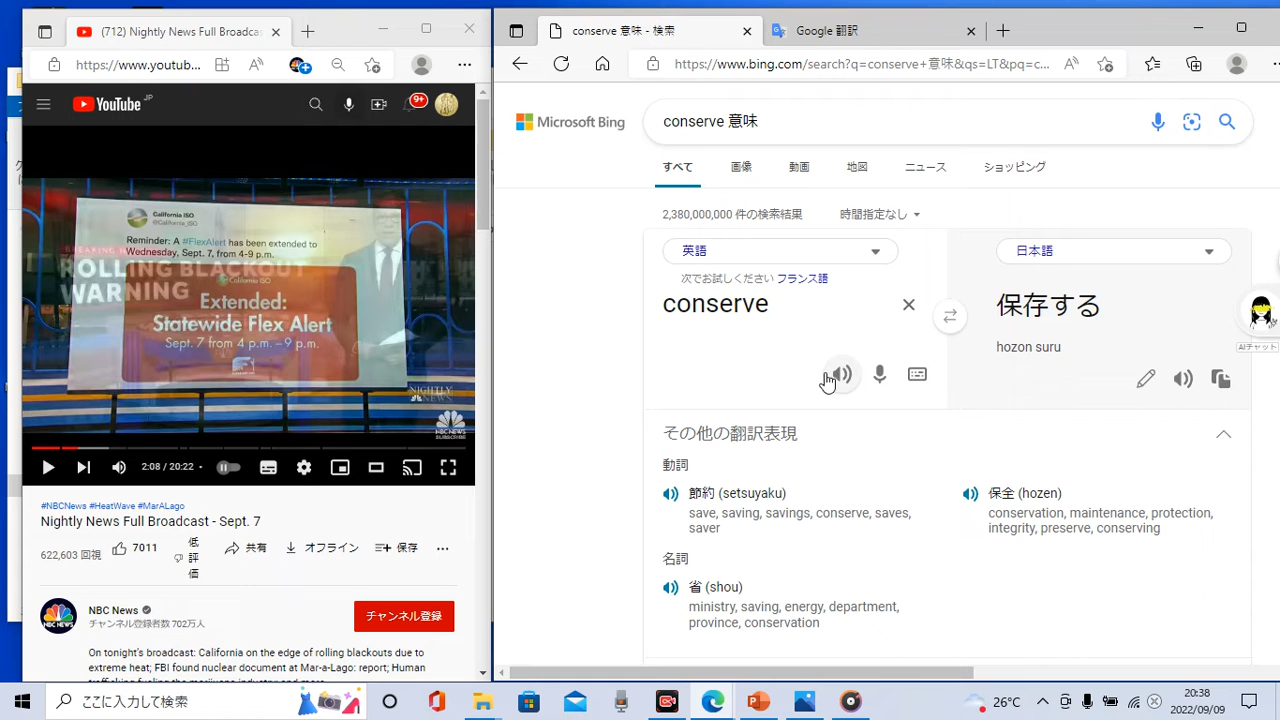 (712) Nightly News Full Broadca
https://www.youtub...
YouTube JP
9+
California ISO
@California_ISO
Reminder: A #FlexAlert has been extended to
Wednesday, Sept. 7, from 4-9 p.m.
ROLLING BLACKOUT
WARNING
California ISO
Extended:
Statewide Flex Alert
Sept. 7 from 4 p.m. – 9 p.m.
NIGHTLY
NEWS
NBC NEWS
SUBSCRIBE
2:08 / 20:22
#NBCNews #HeatWave #MarALago
Nightly News Full Broadcast - Sept. 7
622,603 回視
7011
低評価
共有
オフライン
保存
NBC News
チャンネル登録者数 702万人
チャンネル登録
On tonight's broadcast: California on the edge of rolling blackouts due to
extreme heat; FBI found nuclear document at Mar-a-Lago: report; Human
conserve 意味 - 検索
Google 翻訳
https://www.bing.com/search?q=conserve+意味&qs=LT&pq=c...
Microsoft Bing
conserve 意味
すべて 画像 動画 地図 ニュース ショッピング
2,380,000,000 件の検索結果 時間指定なし
英語 日本語
次でお試しください フランス語
conserve
保存する
hozon suru
AIチャット
その他の翻訳表現
動詞
節約 (setsuyaku)
save, saving, savings, conserve, saves,
saver
保全 (hozen)
conservation, maintenance, protection,
integrity, preserve, conserving
名詞
省 (shou)
ministry, saving, energy, department,
province, conservation
ここに入力して検索
26°C
20:38
2022/09/09